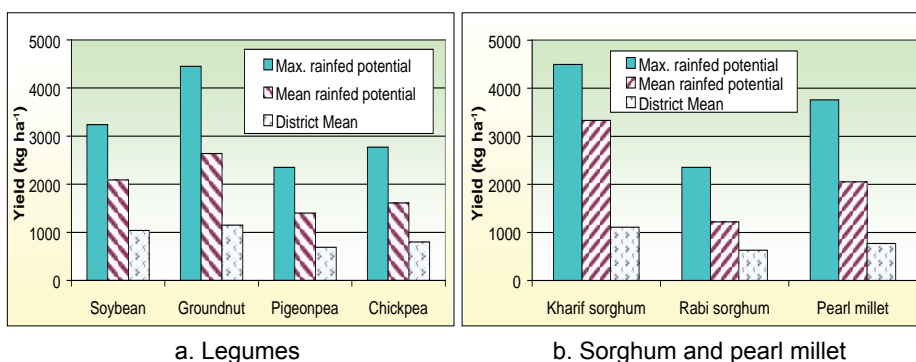 5000
4000
3000
2000
1000
0
Yield (kg ha⁻¹)
Max. rainfed potential
Mean rainfed potential
District Mean
Soybean Groundnut Pigeonpea Chickpea
a. Legumes
5000
4000
3000
2000
1000
0
Yield (kg ha⁻¹)
Max. rainfed potential
Mean rainfed potential
District Mean
Kharif sorghum Rabi sorghum Pearl millet
b. Sorghum and pearl millet